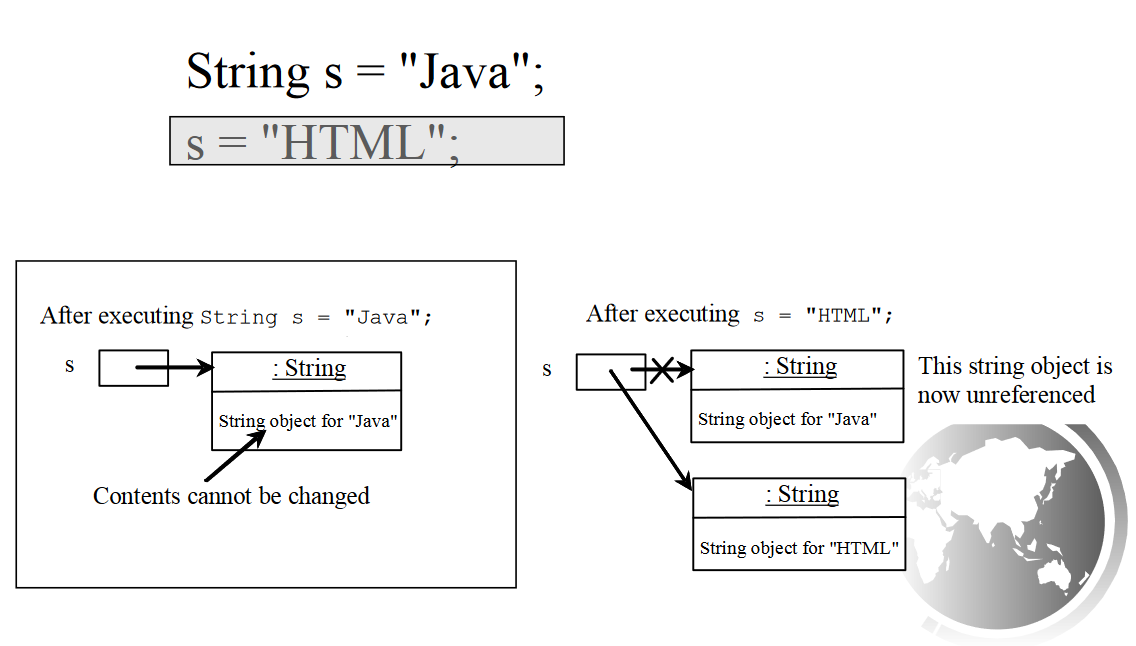 String s = "Java";
s = "HTML";
After executing String s = "Java";
s
: String
String object for "Java"
Contents cannot be changed
After executing s = "HTML";
s
: String
String object for "Java"
This string object is
now unreferenced
: String
String object for "HTML"